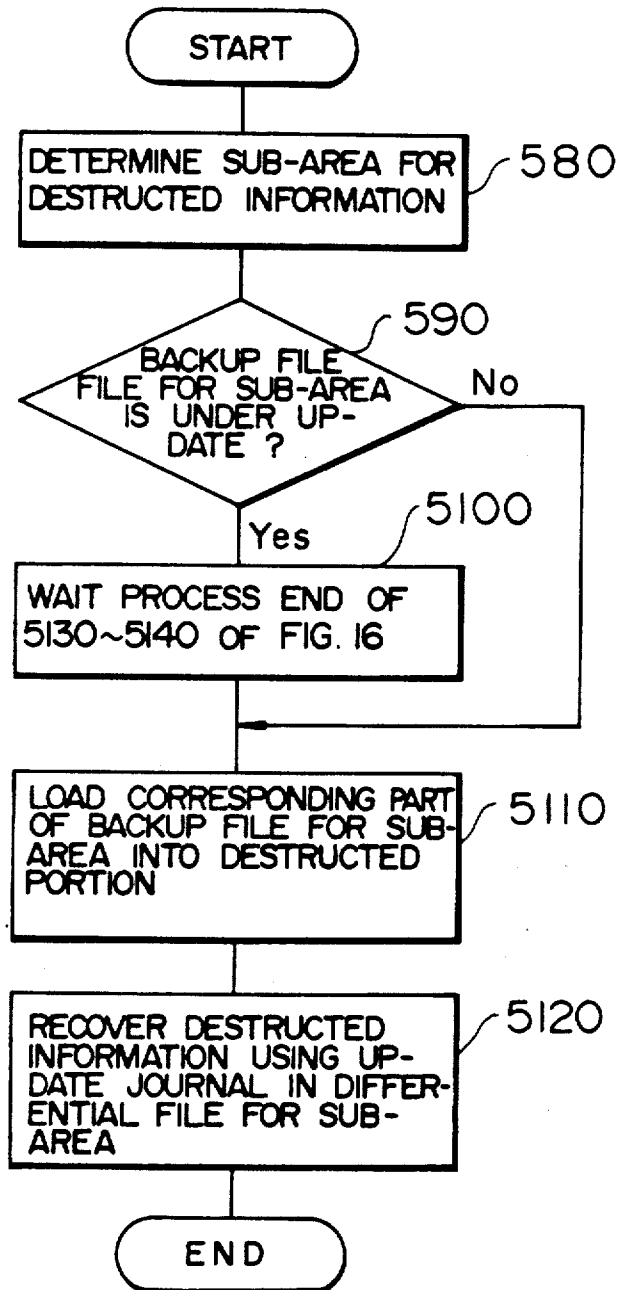 START
DETERMINE SUB-AREA FOR
DESTRUCTED INFORMATION
580
590
BACKUP FILE
FILE FOR SUB-AREA
IS UNDER UP-
DATE ?
No
Yes
5100
WAIT PROCESS END OF
5130~5140 OF FIG. 16
LOAD CORRESPONDING PART
OF BACKUP FILE FOR SUB-
AREA INTO DESTRUCTED
PORTION
5110
RECOVER DESTRUCTED
INFORMATION USING UP-
DATE JOURNAL IN DIFFER-
ENTIAL FILE FOR SUB-
AREA
5120
END